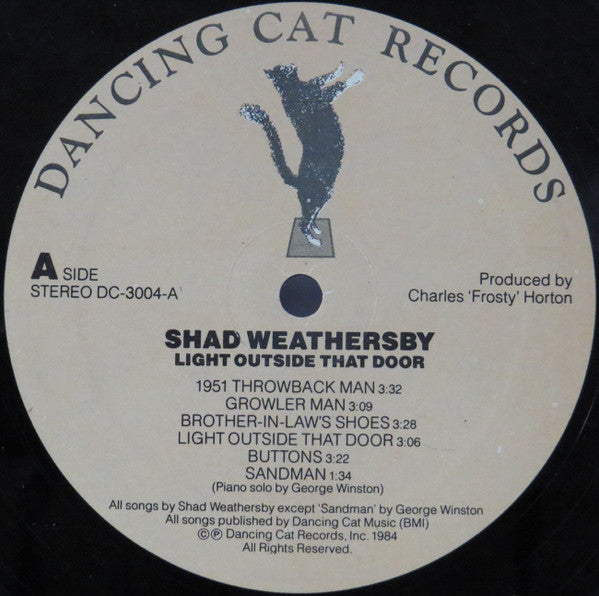 DANCING CAT RECORDS
A SIDE
STEREO DC-3004-A
Produced by
Charles 'Frosty' Horton
SHAD WEATHERSBY
LIGHT OUTSIDE THAT DOOR
1951 THROWBACK MAN 3:32
GROWLER MAN 3:09
BROTHER-IN-LAW'S SHOES 3:28
LIGHT OUTSIDE THAT DOOR 3:06
BUTTONS 3:22
SANDMAN 1:34
(Piano solo by George Winston)
All songs by Shad Weathersby except 'Sandman' by George Winston
All songs published by Dancing Cat Music (BMI)
©℗ Dancing Cat Records, Inc. 1984
All Rights Reserved.